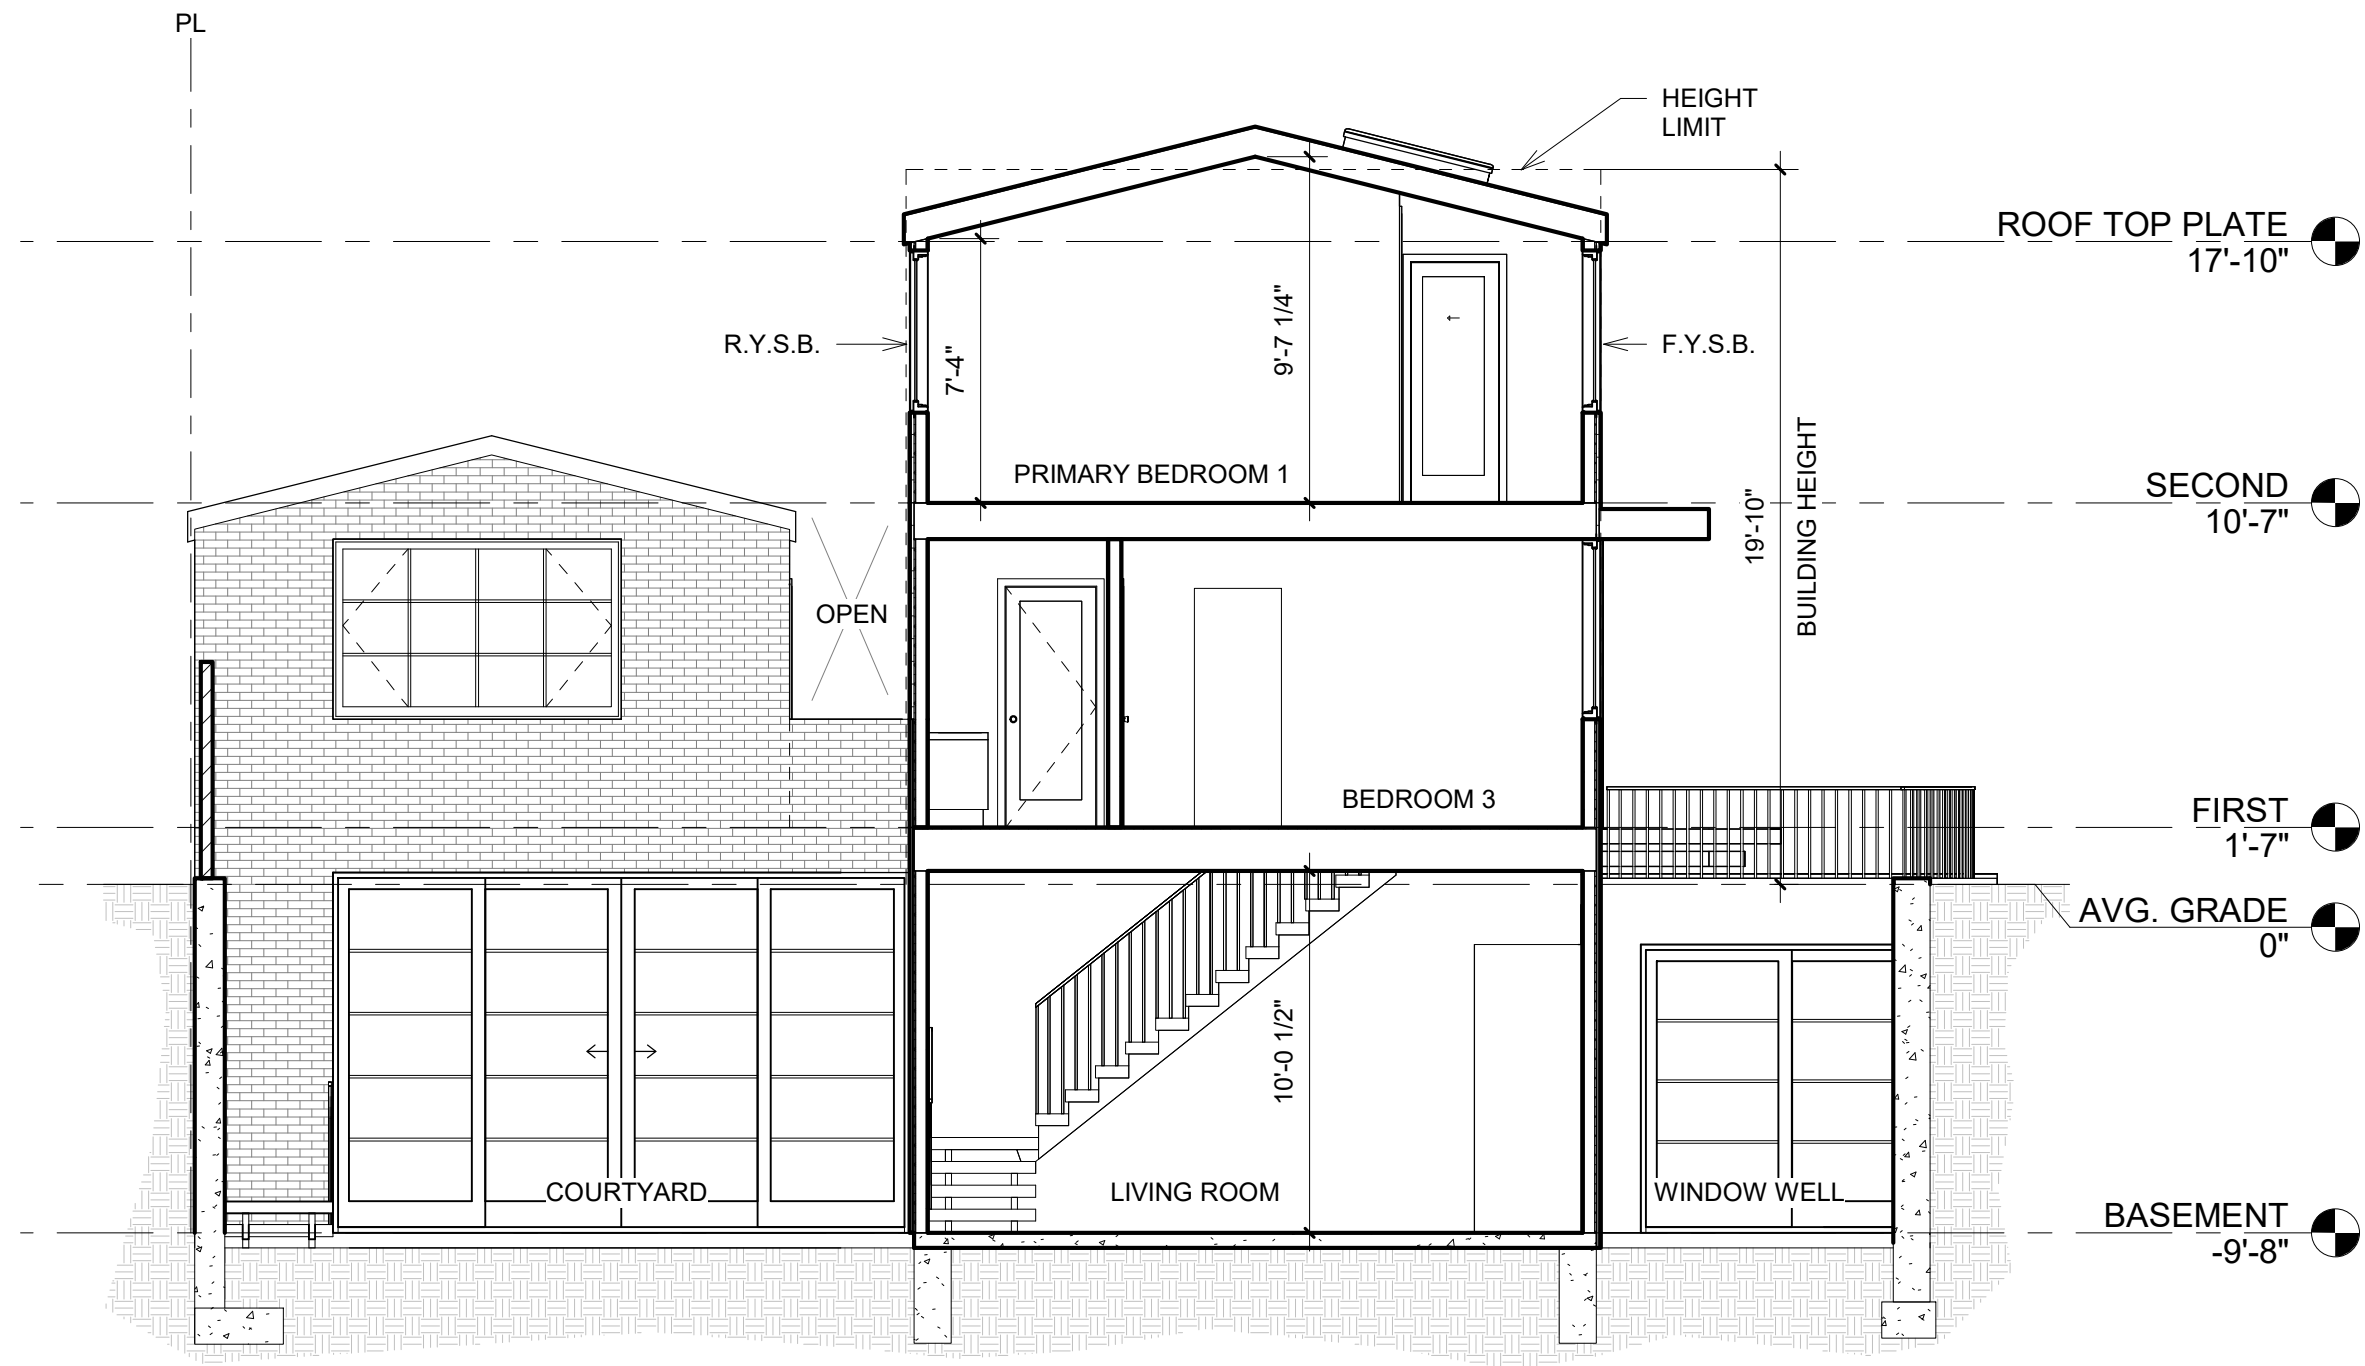 PL
HEIGHT
LIMIT
ROOF TOP PLATE
17'-10"
R.Y.S.B.
7'-4"
9'-7 1/4"
F.Y.S.B.
PRIMARY BEDROOM 1
SECOND
10'-7"
19'-10"
BUILDING HEIGHT
OPEN
BEDROOM 3
FIRST
1'-7"
AVG. GRADE
0"
10'-0 1/2"
COURTYARD
LIVING ROOM
WINDOW WELL
BASEMENT
-9'-8"